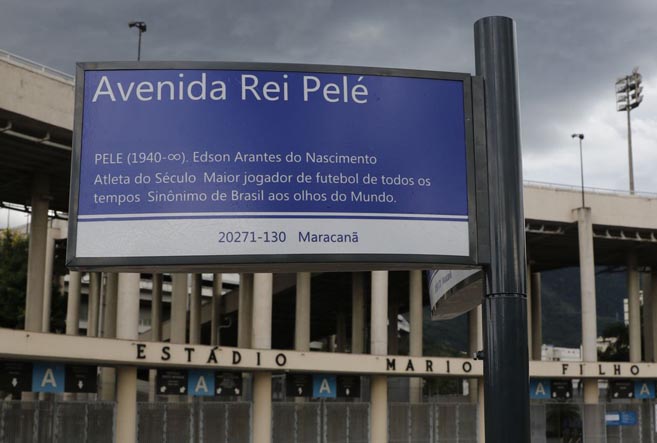 Avenida Rei Pelé
PELE (1940-∞). Edson Arantes do Nascimento
Atleta do Século Maior jogador de futebol de todos os
tempos Sinônimo de Brasil aos olhos do Mundo.
20271-130 Maracanã
ESTÁDIO MARIO FILHO
A A A A A